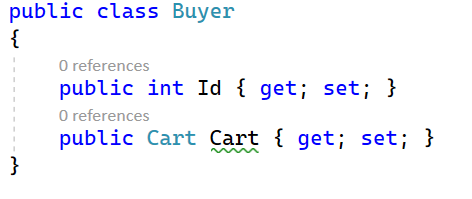 public class Buyer
{
0 references
public int Id { get; set; }
0 references
public Cart Cart { get; set; }
}